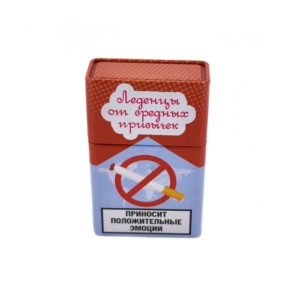 Леденцы
от вредных
привычек
ПРИНОСИТ
ПОЛОЖИТЕЛЬНЫЕ
ЭМОЦИИ